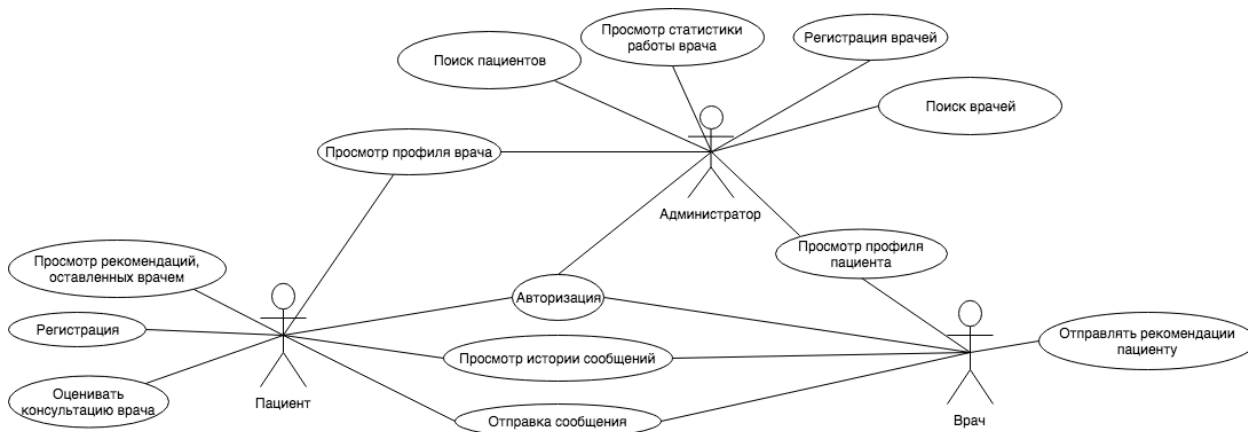 Просмотр статистики
работы врача
Регистрация врачей
Поиск пациентов
Поиск врачей
Просмотр профиля врача
Администратор
Просмотр профиля
пациента
Просмотр рекомендаций,
оставленных врачем
Авторизация
Регистрация
Отправлять рекомендации
пациенту
Просмотр истории сообщений
Оценивать
консультацию врача
Пациент
Отправка сообщения
Врач